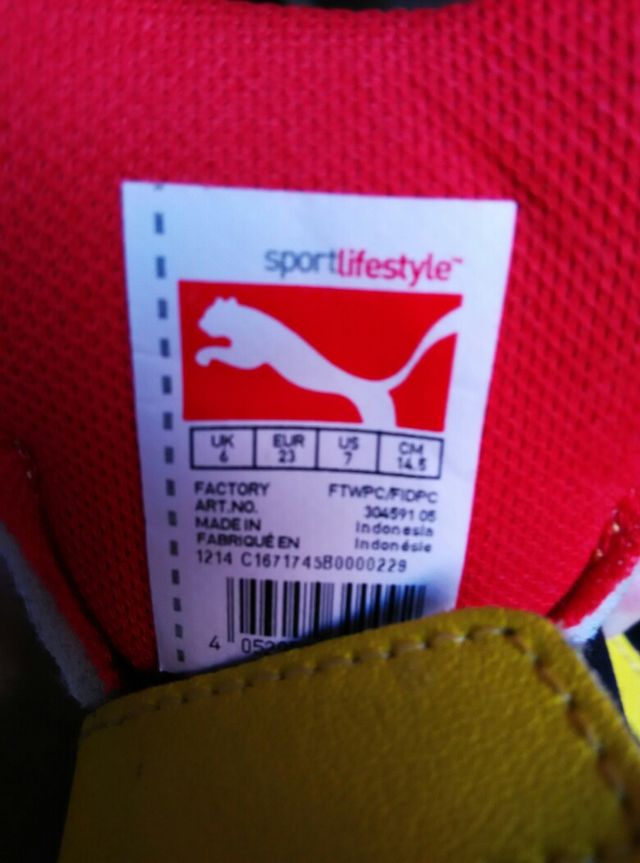 sportlifestyle™
UK EUR US CM
6 23 7 14.5
FACTORY FTWPC/FIDPC
ART.NO. 304591 05
MADE IN Indonesia
FABRIQUÉ EN Indonésie
1214 C1671745B0000229
4